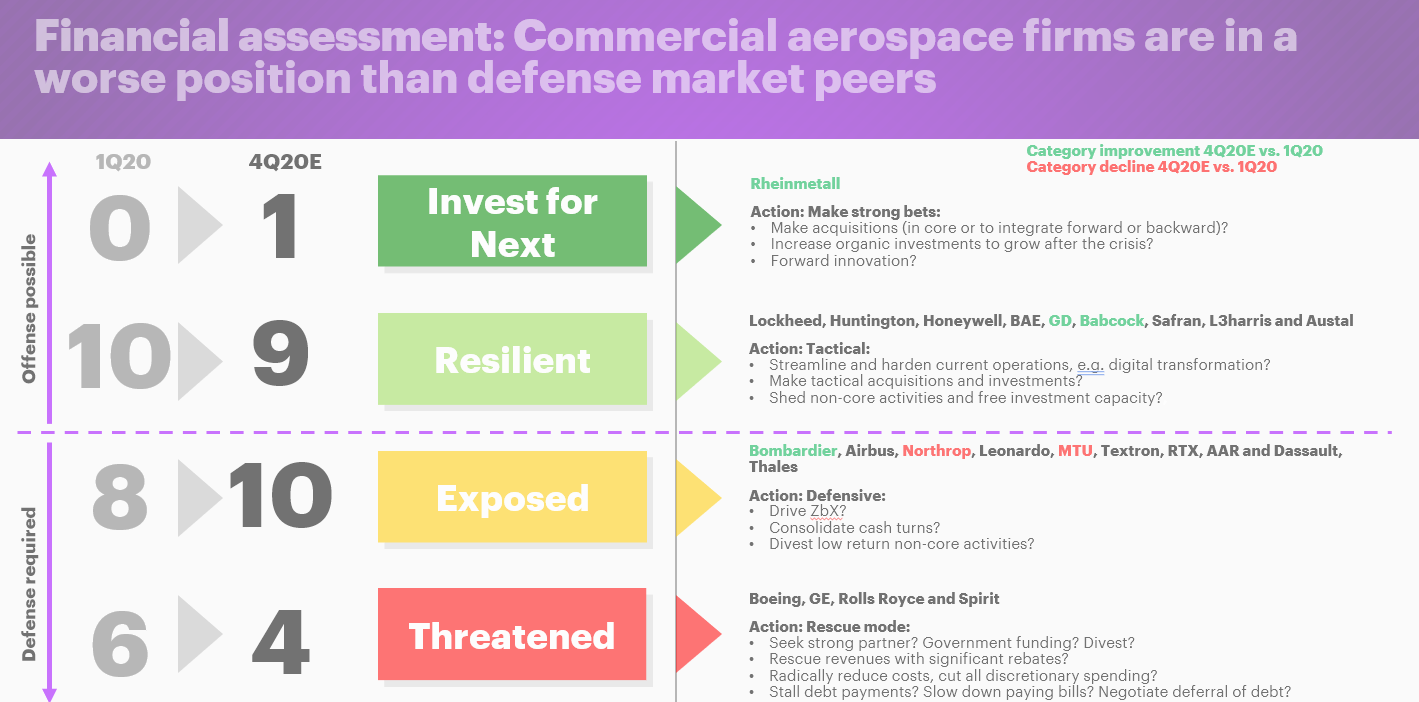 Financial assessment: Commercial aerospace firms are in a
worse position than defense market peers
1Q20
4Q20E
Category improvement 4Q20E vs. 1Q20
Category decline 4Q20E vs. 1Q20
Offense possible
0
1
Invest for
Next
Rheinmetall
Action: Make strong bets:
• Make acquisitions (in core or to integrate forward or backward)?
• Increase organic investments to grow after the crisis?
• Forward innovation?
10
9
Resilient
Lockheed, Huntington, Honeywell, BAE, GD, Babcock, Safran, L3harris and Austal
Action: Tactical:
• Streamline and harden current operations, e.g. digital transformation?
• Make tactical acquisitions and investments?
• Shed non-core activities and free investment capacity?
Defense required
8
10
Exposed
Bombardier, Airbus, Northrop, Leonardo, MTU, Textron, RTX, AAR and Dassault,
Thales
Action: Defensive:
• Drive ZbX?
• Consolidate cash turns?
• Divest low return non-core activities?
6
4
Threatened
Boeing, GE, Rolls Royce and Spirit
Action: Rescue mode:
• Seek strong partner? Government funding? Divest?
• Rescue revenues with significant rebates?
• Radically reduce costs, cut all discretionary spending?
• Stall debt payments? Slow down paying bills? Negotiate deferral of debt?